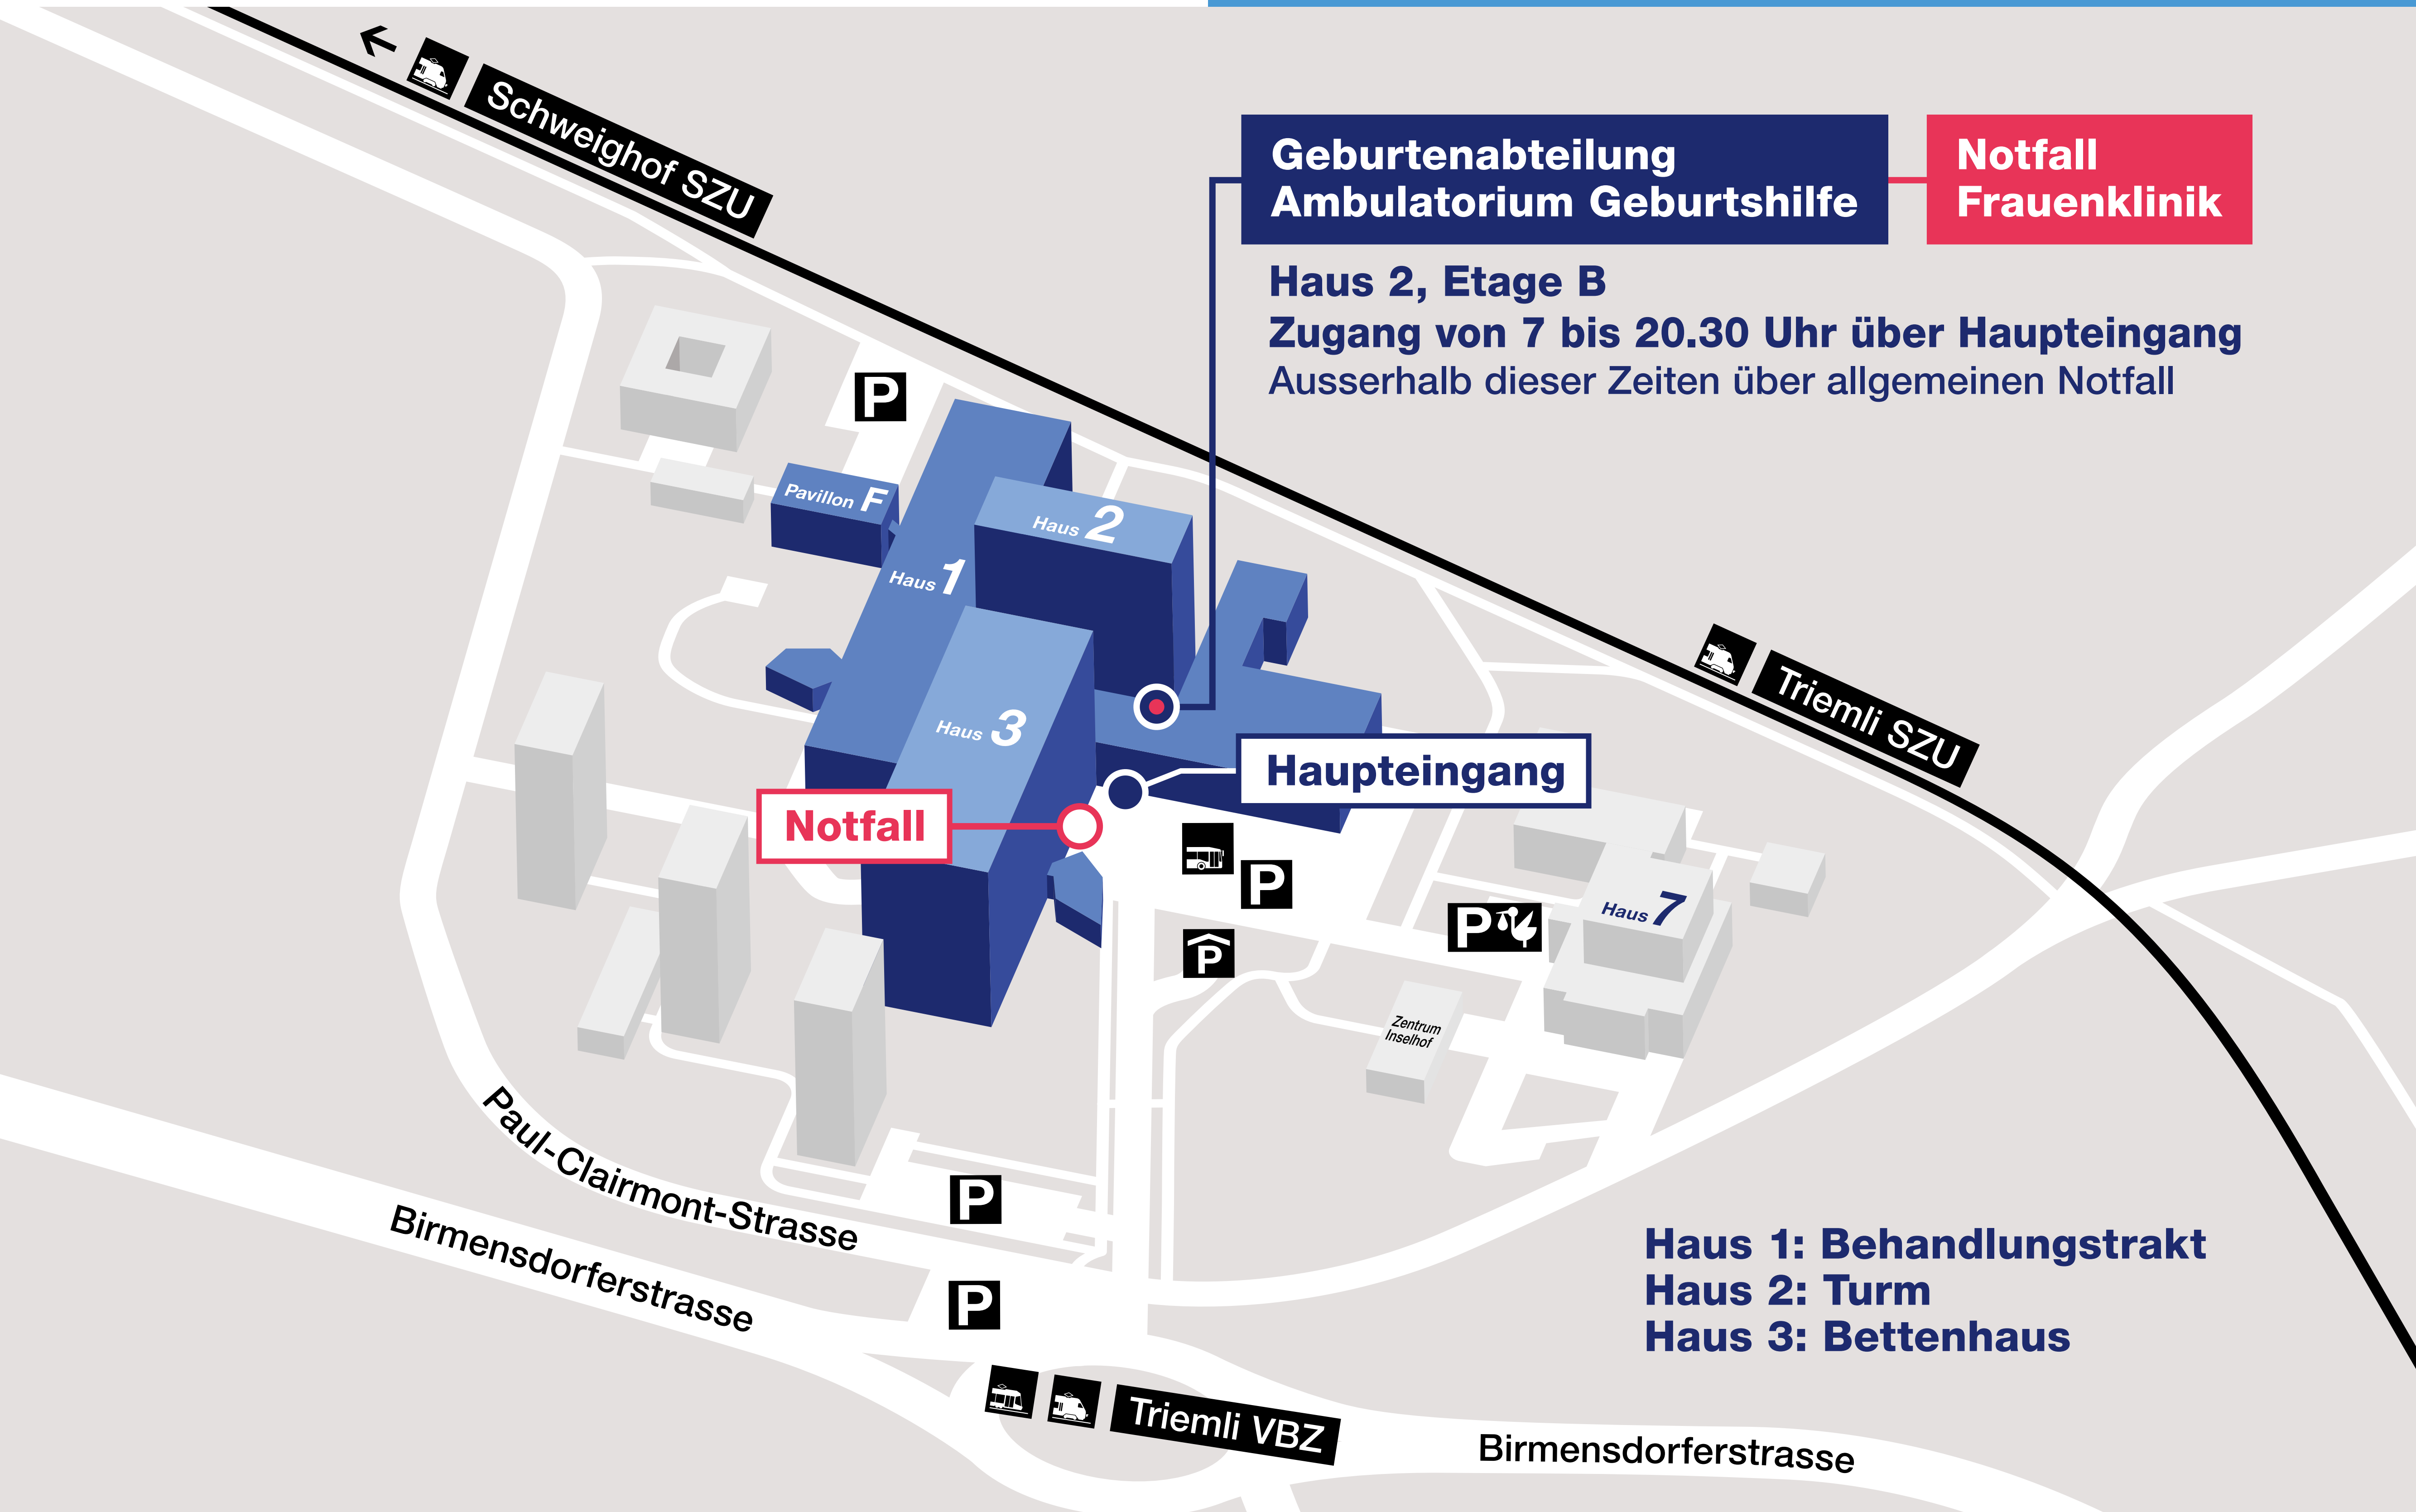 Schweighof SZU
Geburtenabteilung
Ambulatorium Geburtshilfe
Notfall
Frauenklinik
Haus 2, Etage B
Zugang von 7 bis 20.30 Uhr über Haupteingang
Ausserhalb dieser Zeiten über allgemeinen Notfall
P
Pavillon F
Haus 2
Haus 1
Haus 3
Triemli SZU
Haupteingang
Notfall
P
P
P
Haus 7
Zentrum
Inselhof
Paul-Clairmont-Strasse
Birmensdorferstrasse
P
P
Haus 1: Behandlungstrakt
Haus 2: Turm
Haus 3: Bettenhaus
Triemli VBZ
Birmensdorferstrasse